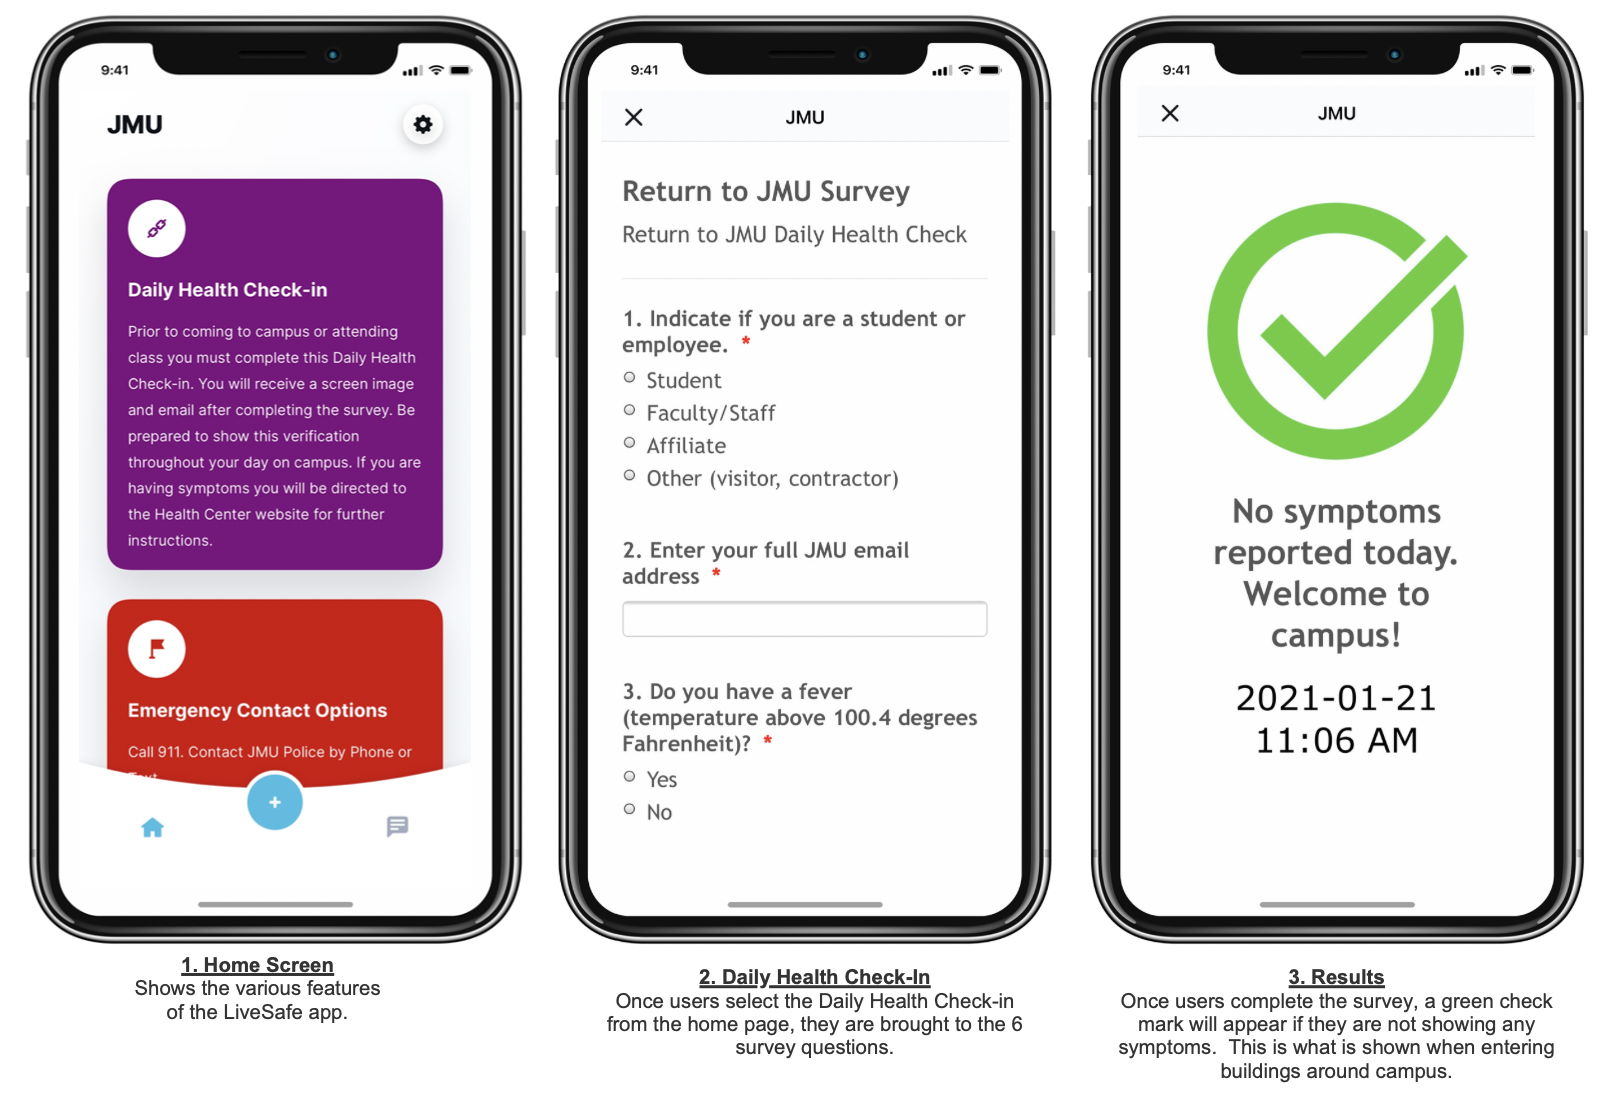 9:41
JMU
Daily Health Check-in
Prior to coming to campus or attending
class you must complete this Daily Health
Check-in. You will receive a screen image
and email after completing the survey. Be
prepared to show this verification
throughout your day on campus. If you are
having symptoms you will be directed to
the Health Center website for further
instructions.
Emergency Contact Options
Call 911. Contact JMU Police by Phone or
Text
1. Home Screen
Shows the various features
of the LiveSafe app.
9:41
JMU
Return to JMU Survey
Return to JMU Daily Health Check
1. Indicate if you are a student or
employee. *
Student
Faculty/Staff
Affiliate
Other (visitor, contractor)
2. Enter your full JMU email
address *
3. Do you have a fever
(temperature above 100.4 degrees
Fahrenheit)? *
Yes
No
2. Daily Health Check-In
Once users select the Daily Health Check-in
from the home page, they are brought to the 6
survey questions.
9:41
JMU
No symptoms
reported today.
Welcome to
campus!
2021-01-21
11:06 AM
3. Results
Once users complete the survey, a green check
mark will appear if they are not showing any
symptoms.  This is what is shown when entering
buildings around campus.